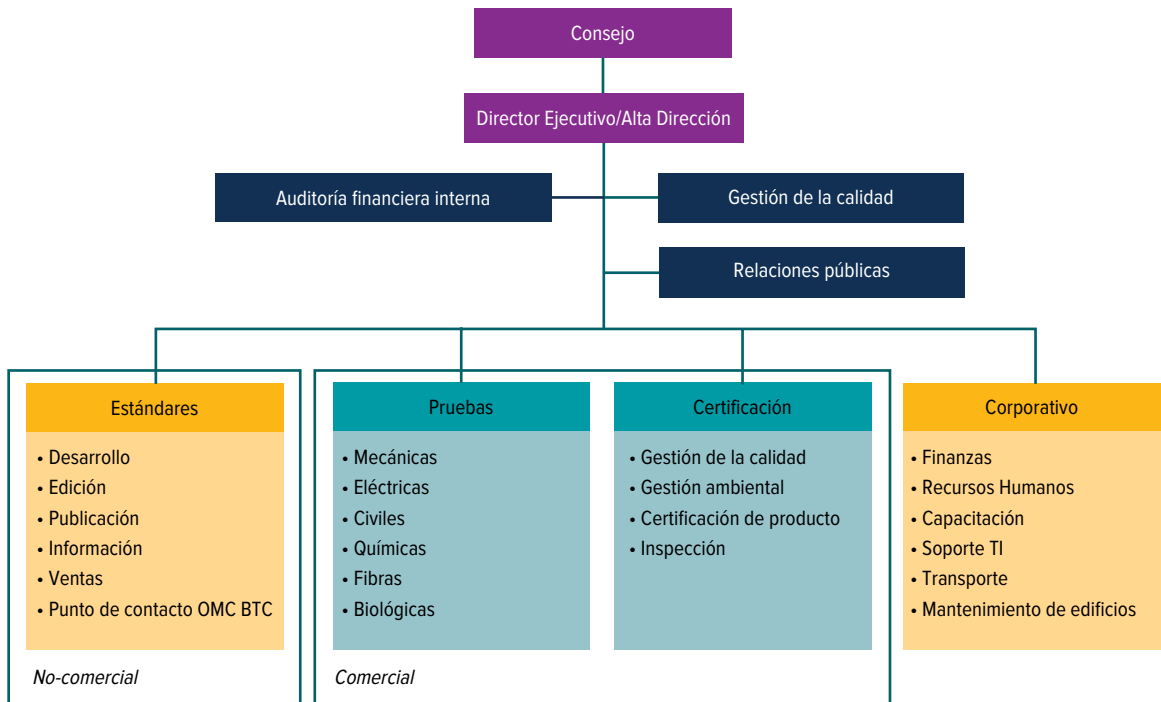 Consejo
Director Ejecutivo/Alta Dirección
Auditoría financiera interna
Gestión de la calidad
Relaciones públicas
Estándares
• Desarrollo
• Edición
• Publicación
• Información
• Ventas
• Punto de contacto OMC BTC
No-comercial
Pruebas
• Mecánicas
• Eléctricas
• Civiles
• Químicas
• Fibras
• Biológicas
Certificación
• Gestión de la calidad
• Gestión ambiental
• Certificación de producto
• Inspección
Comercial
Corporativo
• Finanzas
• Recursos Humanos
• Capacitación
• Soporte TI
• Transporte
• Mantenimiento de edificios